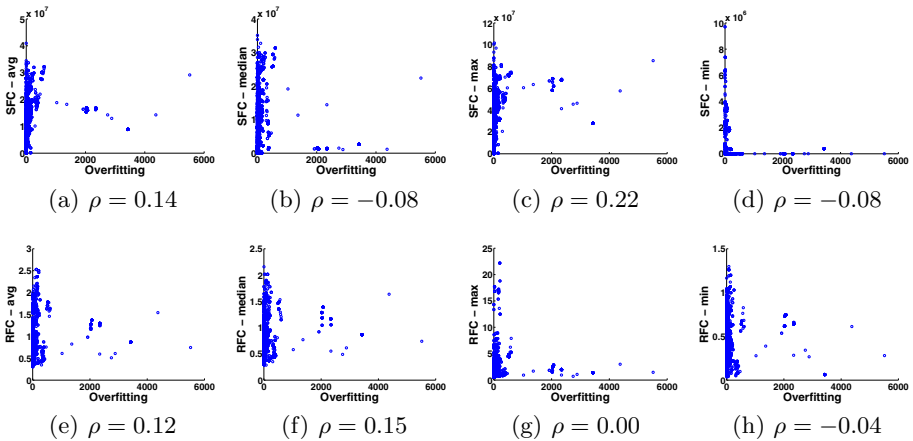 5 x 10^7
4
3
2
1
0
SFC – avg
0 2000 4000 6000
Overfitting
(a) ρ = 0.14
4 x 10^7
3.5
3
2.5
2
1.5
1
0.5
0
SFC – median
0 2000 4000 6000
Overfitting
(b) ρ = −0.08
12 x 10^7
10
8
6
4
2
0
SFC – max
0 2000 4000 6000
Overfitting
(c) ρ = 0.22
10 x 10^6
8
6
4
2
0
SFC – min
0 2000 4000 6000
Overfitting
(d) ρ = −0.08
3
2.5
2
1.5
1
0.5
0
RFC – avg
0 2000 4000 6000
Overfitting
(e) ρ = 0.12
2.5
2
1.5
1
0.5
0
RFC – median
0 2000 4000 6000
Overfitting
(f) ρ = 0.15
25
20
15
10
5
0
RFC – max
0 2000 4000 6000
Overfitting
(g) ρ = 0.00
1.5
1
0.5
0
RFC – min
0 2000 4000 6000
Overfitting
(h) ρ = −0.04